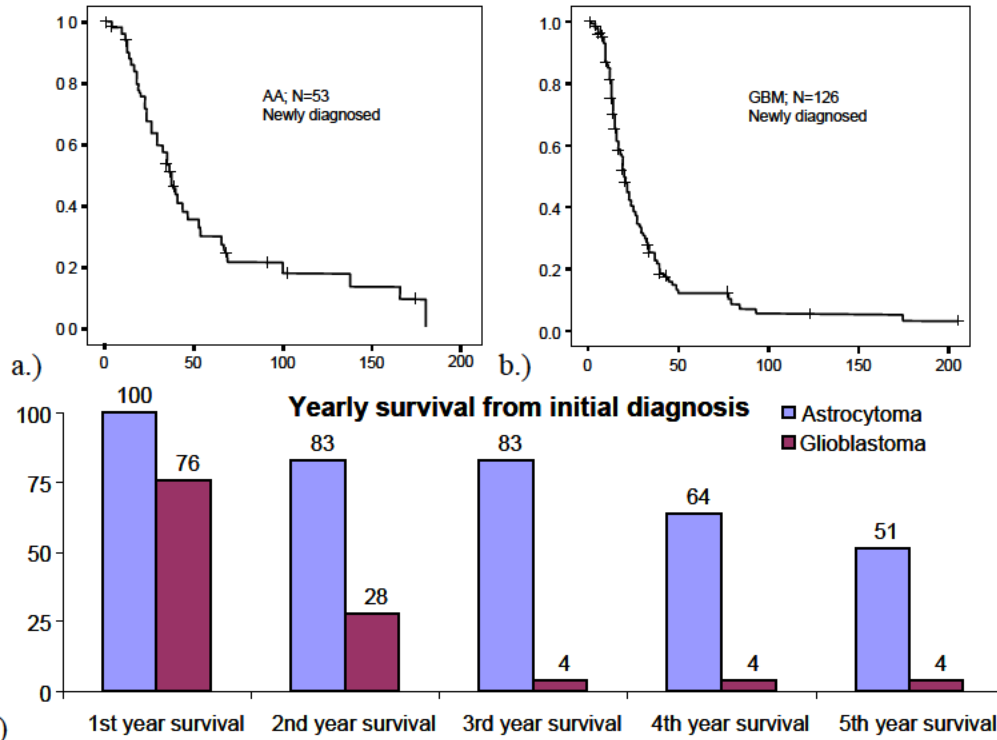 1.0
0.8
0.6
0.4
0.2
0 0
AA; N=53
Newly diagnosed
0
50
100
150
200
a.)
1.0
0.8
0.6
0.4
0.2
0.0
GBM; N=126
Newly diagnosed
0
50
100
150
200
b.)
Yearly survival from initial diagnosis
Astrocytoma
Glioblastoma
100
75
50
25
0
100
76
83
28
83
4
64
4
51
4
1st year survival
2nd year survival
3rd year survival
4th year survival
5th year survival
)